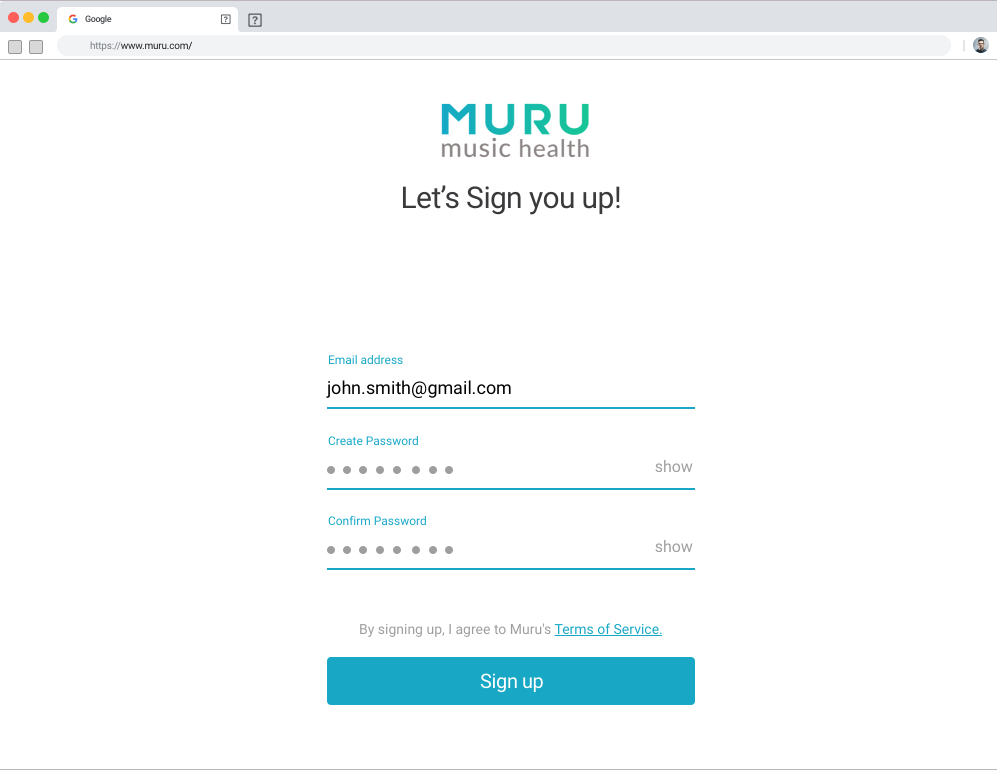 Google
https://www.muru.com/
MURU
music health
Let’s Sign you up!
Email address
john.smith@gmail.com
Create Password
show
Confirm Password
show
By signing up, I agree to Muru's Terms of Service.
Sign up